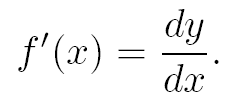 f′(x) = dy/dx.